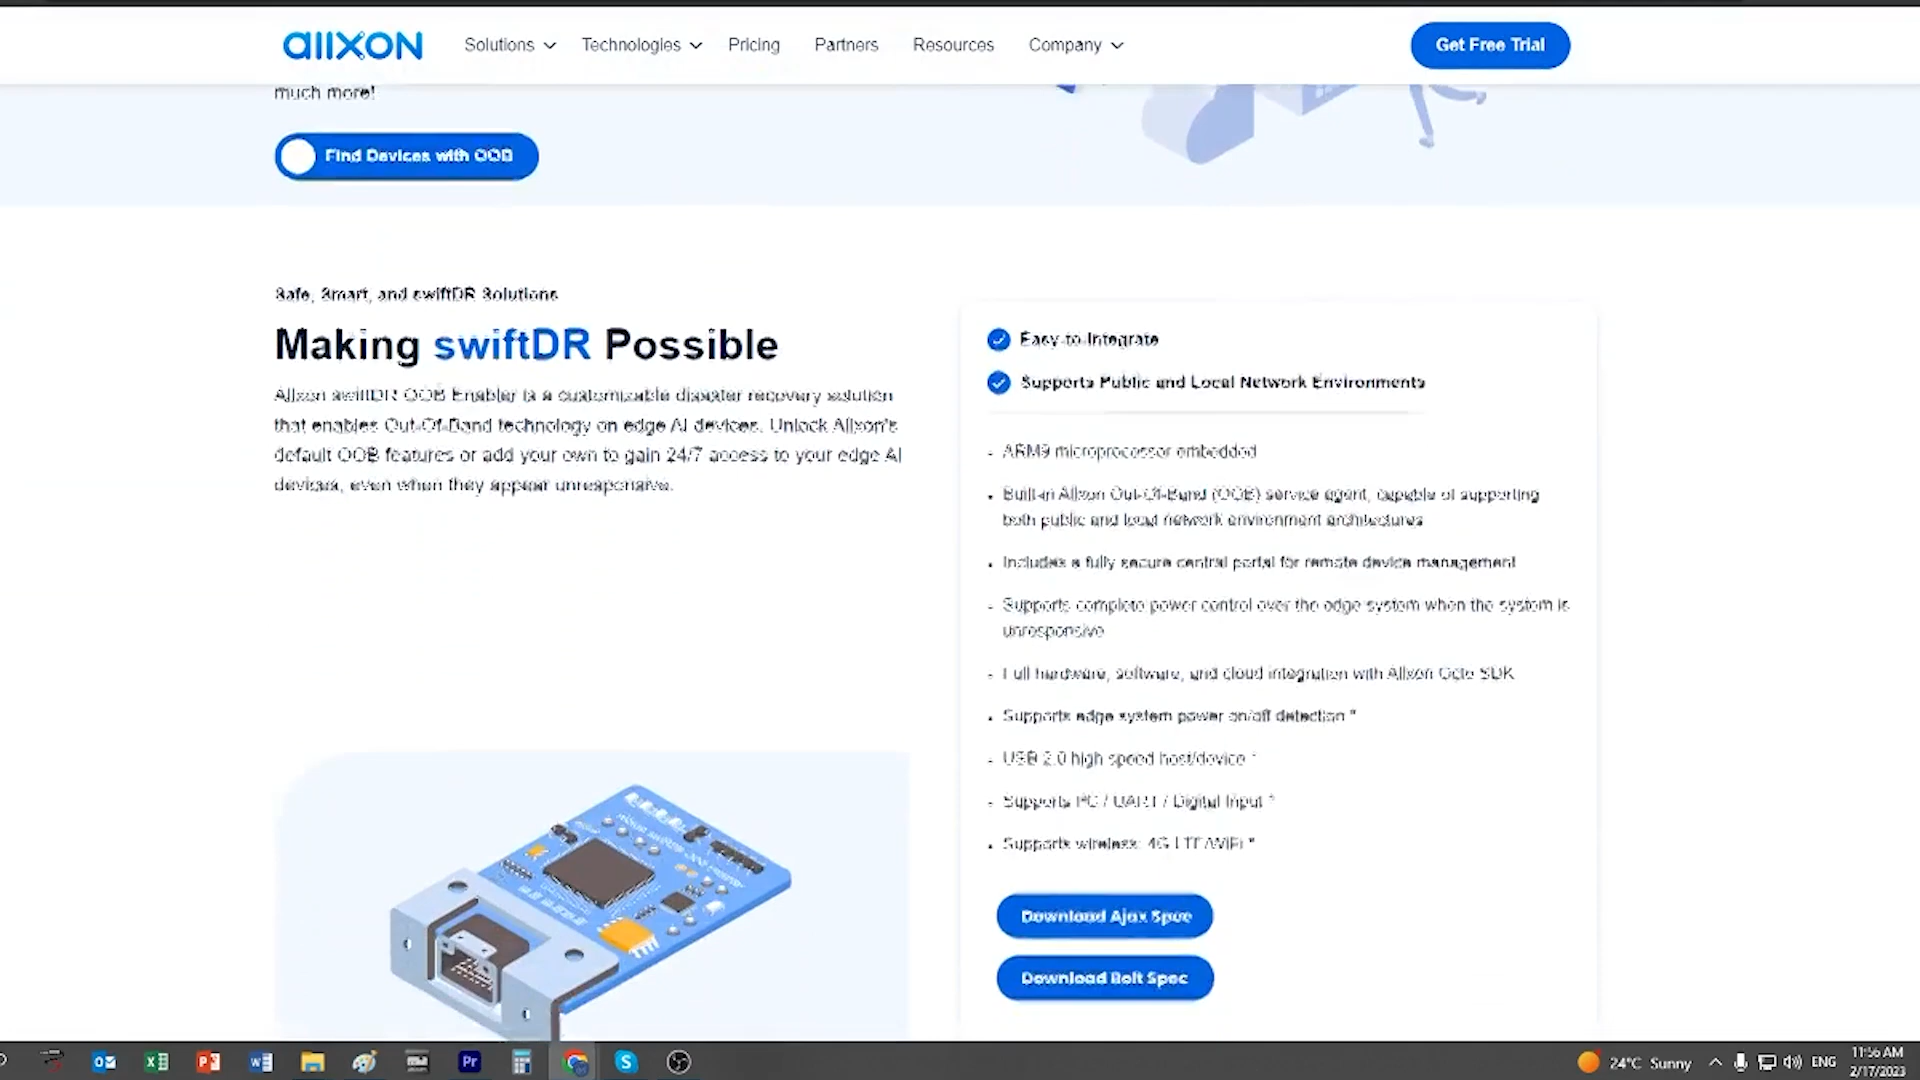 allxon
Solutions
Technologies
Pricing
Partners
Resources
Company
Get Free Trial
much more!
Find Devices with OOB
Safe, Smart, and swiftDR Solutions
Making swiftDR Possible
Allxon swiftDR OOB Enabler is a customizable disaster recovery solution
that enables Out-Of-Band technology on edge AI devices. Unlock Allxon's
default OOB features or add your own to gain 24/7 access to your edge AI
devices, even when they appear unresponsive.
Easy-to-Integrate
Supports Public and Local Network Environments
ARM9 microprocessor embedded
Built-in Allxon Out-Of-Band (OOB) service agent, capable of supporting
both public and local network environment architectures
Includes a fully secure central portal for remote device management
Supports complete power control over the edge system when the system is
unresponsive
Full hardware, software, and cloud integration with Allxon Octo SDK
Supports edge system power on/off detection *
USB 2.0 high speed host/device *
Supports I²C / UART / Digital Input *
Supports wireless: 4G LTE/WiFi *
Download Ajax Spec
Download Bolt Spec
24°C Sunny
ENG
11:56 AM
2/17/2023